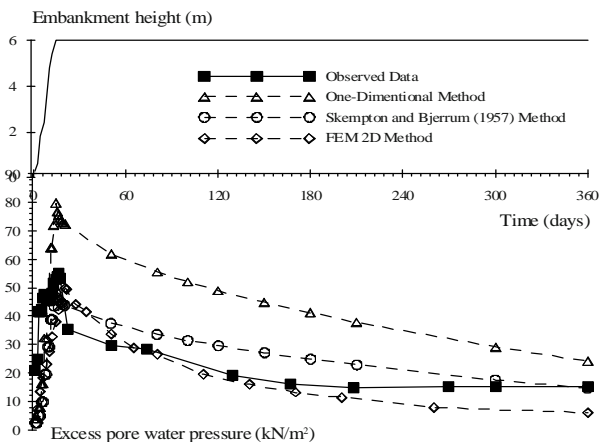 Embankment height (m)
6
4
2
0
Observed Data
One-Dimentional Method
Skempton and Bjerrum (1957) Method
FEM 2D Method
0 60 120 180 240 300 360
Time (days)
90
80
70
60
50
40
30
20
10
0
Excess pore water pressure (kN/m²)